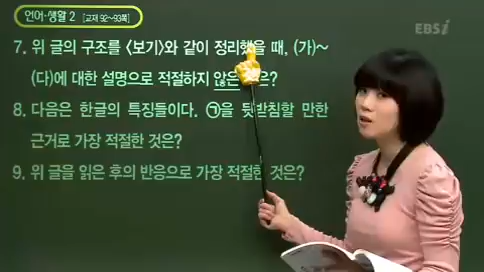 언어·생활 2 [교재 92~93쪽]
EBSi
7. 위 글의 구조를 <보기>와 같이 정리했을 때, (가)~
(다)에 대한 설명으로 적절하지 않은 은?
8. 다음은 한글의 특징들이다. ㉠을 뒷받침할 만한
근거로 가장 적절한 것은?
9. 위 글을 읽은 후의 반응으로 가장 적절한 것은?